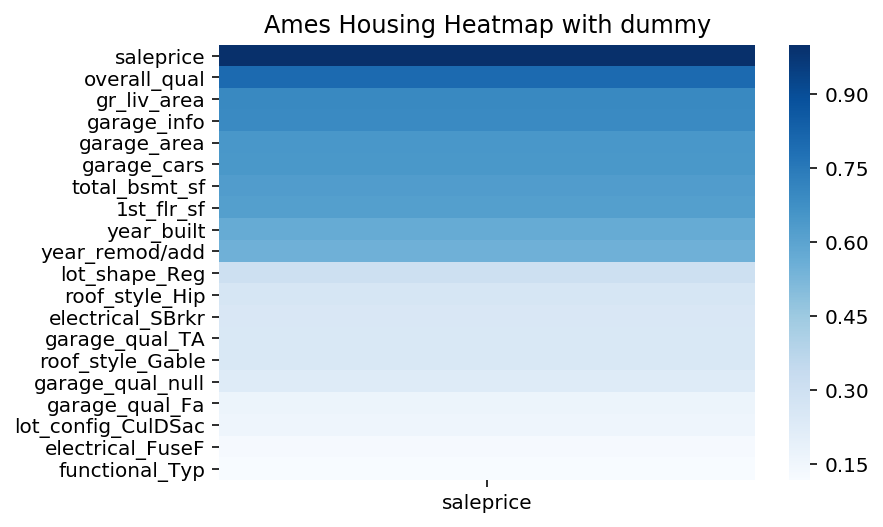 Ames Housing Heatmap with dummy
saleprice
overall_qual
gr_liv_area
garage_info
garage_area
garage_cars
total_bsmt_sf
1st_flr_sf
year_built
year_remod/add
lot_shape_Reg
roof_style_Hip
electrical_SBrkr
garage_qual_TA
roof_style_Gable
garage_qual_null
garage_qual_Fa
lot_config_CulDSac
electrical_FuseF
functional_Typ
saleprice
0.90
0.75
0.60
0.45
0.30
0.15